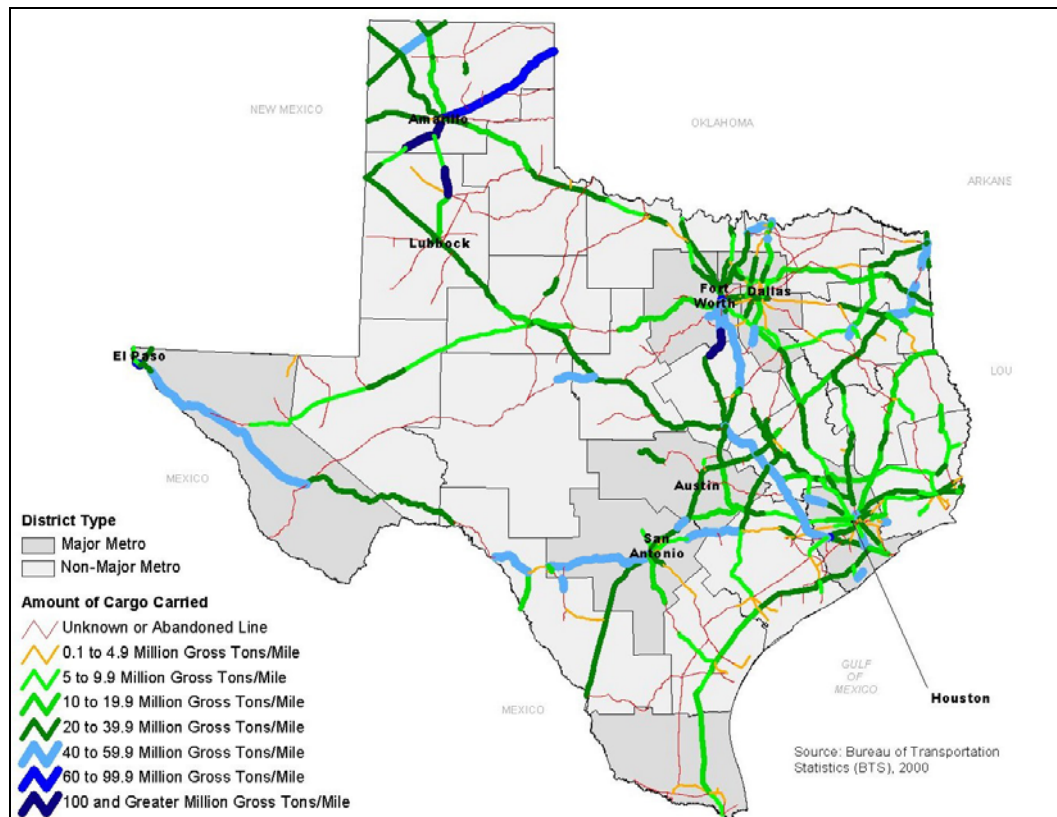 NEW MEXICO
OKLAHOMA
Amarillo
ARKANS
Lubbock
Fort
Worth
Dallas
El Paso
LOU
MEXICO
Austin
San
Antonio
MEXICO
GULF
OF
MEXICO
Houston
District Type
Major Metro
Non-Major Metro
Amount of Cargo Carried
Unknown or Abandoned Line
0.1 to 4.9 Million Gross Tons/Mile
5 to 9.9 Million Gross Tons/Mile
10 to 19.9 Million Gross Tons/Mile
20 to 39.9 Million Gross Tons/Mile
40 to 59.9 Million Gross Tons/Mile
60 to 99.9 Million Gross Tons/Mile
100 and Greater Million Gross Tons/Mile
Source: Bureau of Transportation
Statistics (BTS), 2000